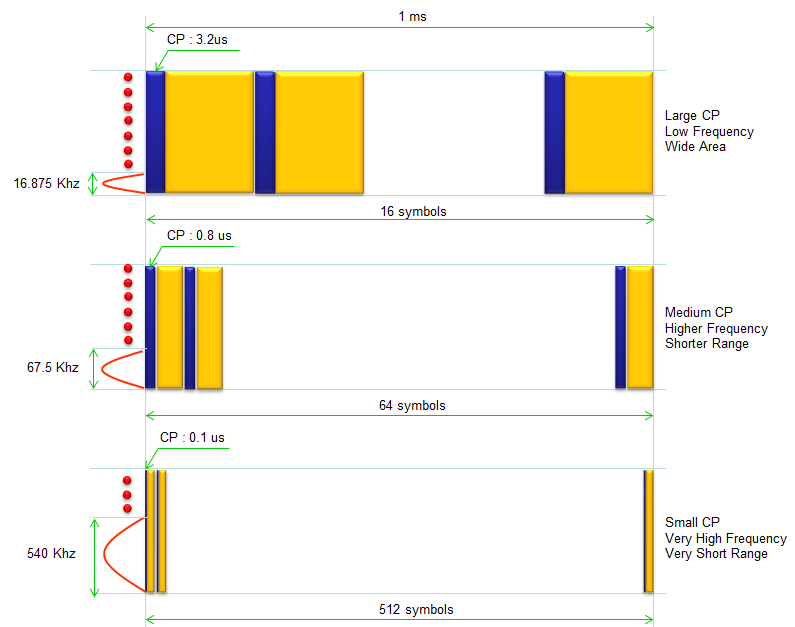 1 ms
CP : 3.2us
Large CP
Low Frequency
Wide Area
16.875 Khz
16 symbols
CP : 0.8 us
Medium CP
Higher Frequency
Shorter Range
67.5 Khz
64 symbols
CP : 0.1 us
Small CP
Very High Frequency
Very Short Range
540 Khz
512 symbols